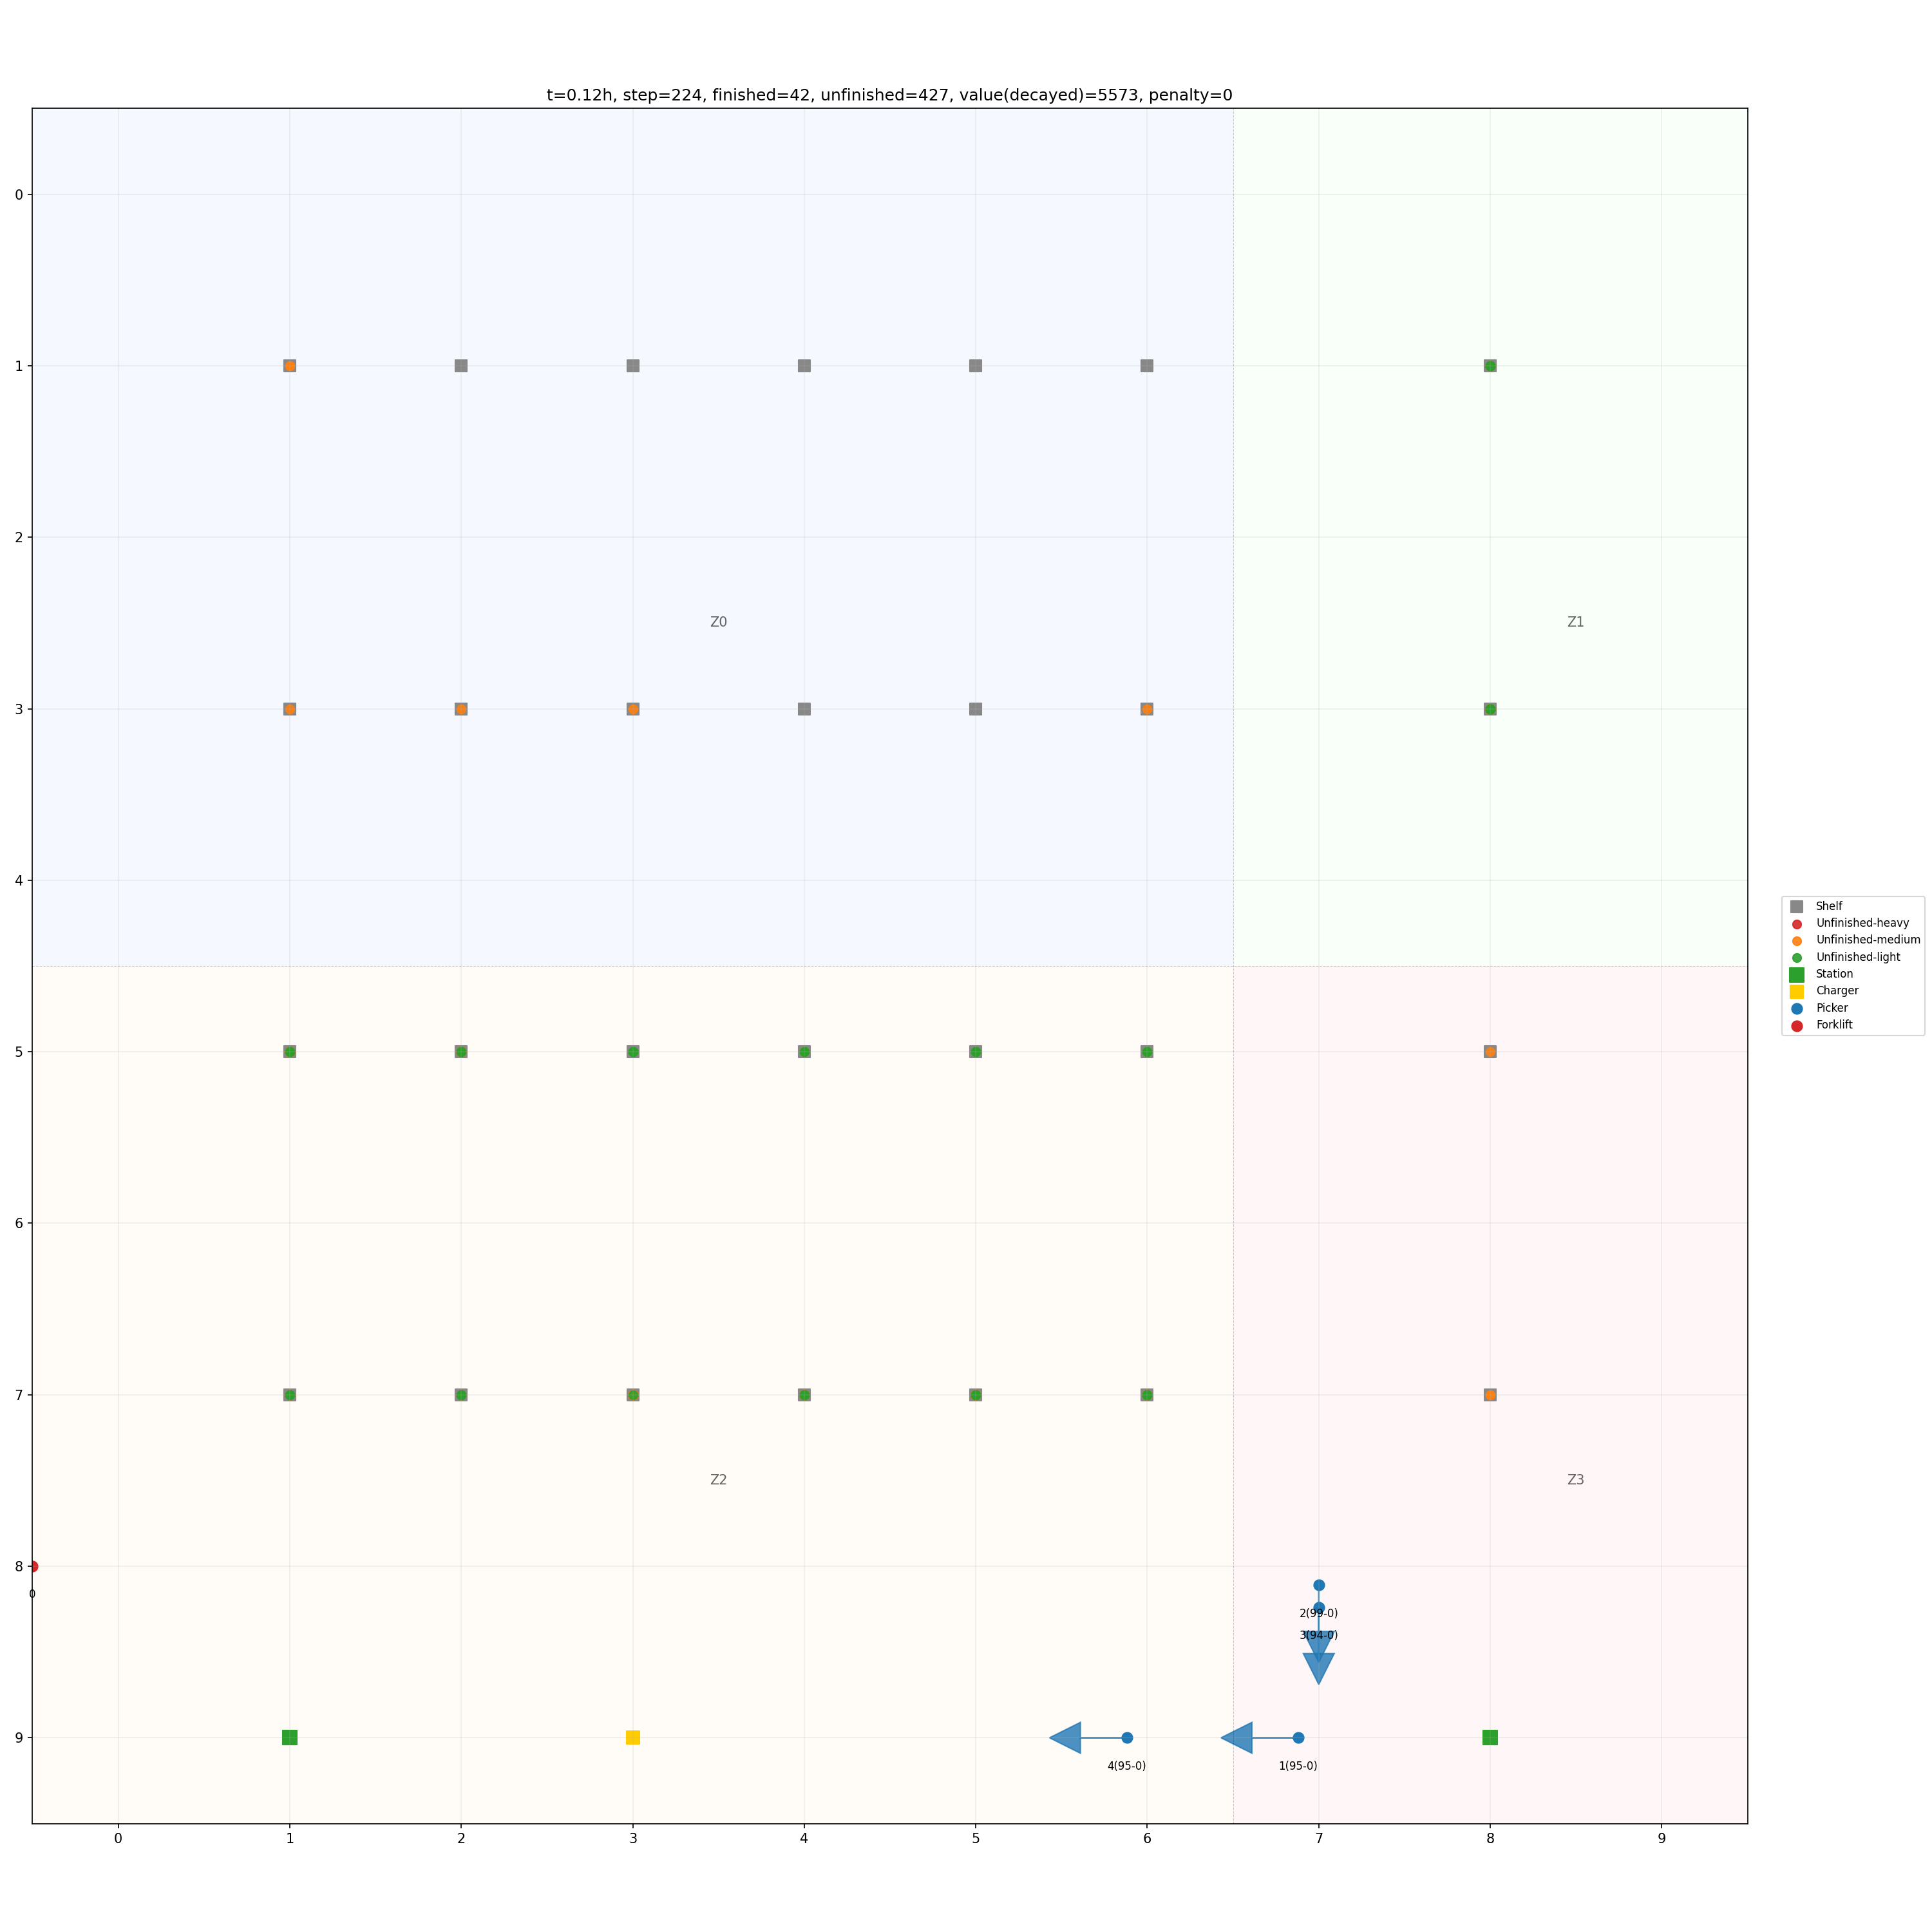 t=0.12h, step=224, finished=42, unfinished=427, value(decayed)=5573, penalty=0
0
1
2
Z0
Z1
3
4
Shelf
Unfinished-heavy
Unfinished-medium
Unfinished-light
Station
Charger
Picker
Forklift
5
6
7
Z2
Z3
8
0
2(99-0)
3(94-0)
9
4(95-0)
1(95-0)
0 1 2 3 4 5 6 7 8 9